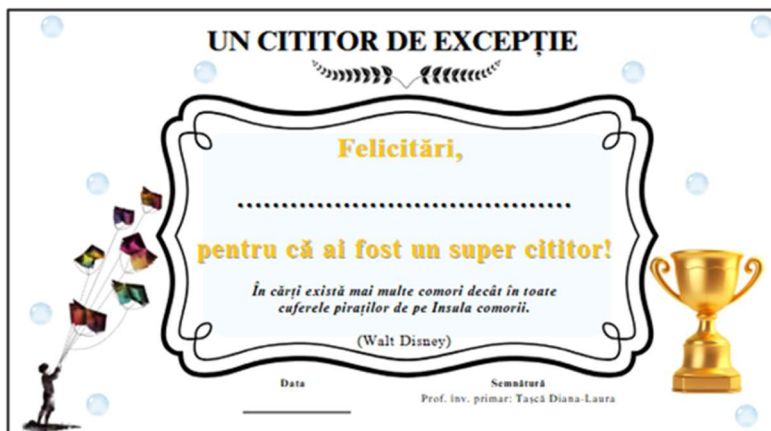 UN CITITOR DE EXCEPȚIE
Felicitări,
......................................
pentru că ai fost un super cititor!
În cărți există mai multe comori decât în toate
cuferele piraților de pe Insula comorii.
(Walt Disney)
Data Semnătură
Prof. înv. primar: Tașcă Diana-Laura